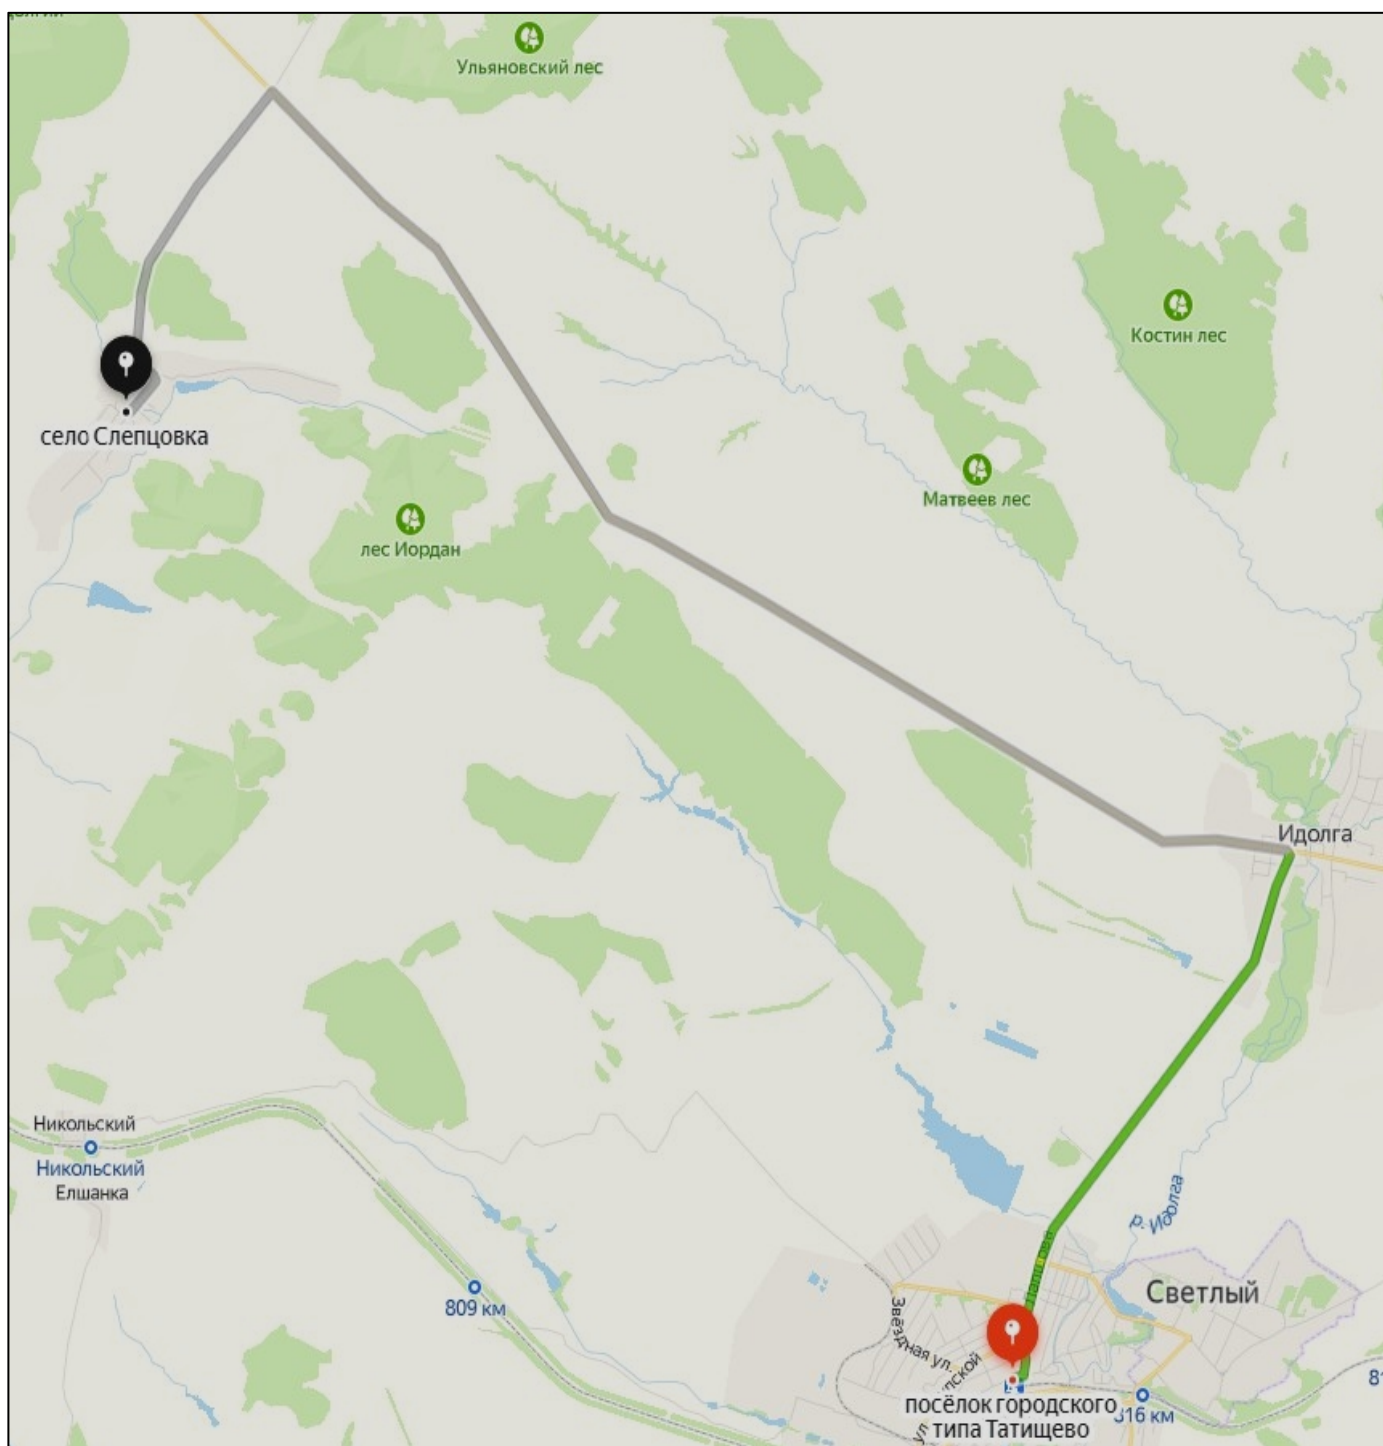 Ульяновский лес
Костин лес
село Слепцовка
Матвеев лес
лес Иордан
Идолга
Никольский
Никольский
Елшанка
р. Идолга
809 км
Светлый
Звёздная ул.
посёлок городского
типа Татищево
316 км
ул